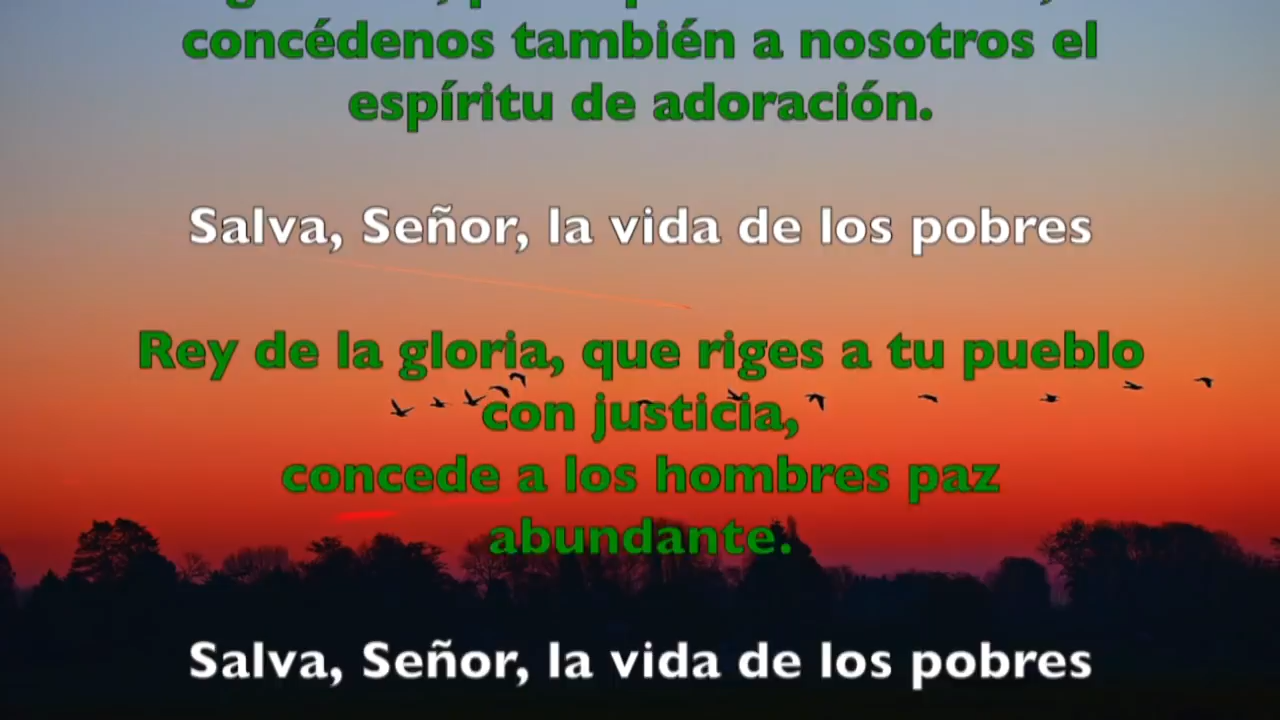 concédenos también a nosotros el
espíritu de adoración.
Salva, Señor, la vida de los pobres
Rey de la gloria, que riges a tu pueblo
con justicia,
concede a los hombres paz
abundante.
Salva, Señor, la vida de los pobres